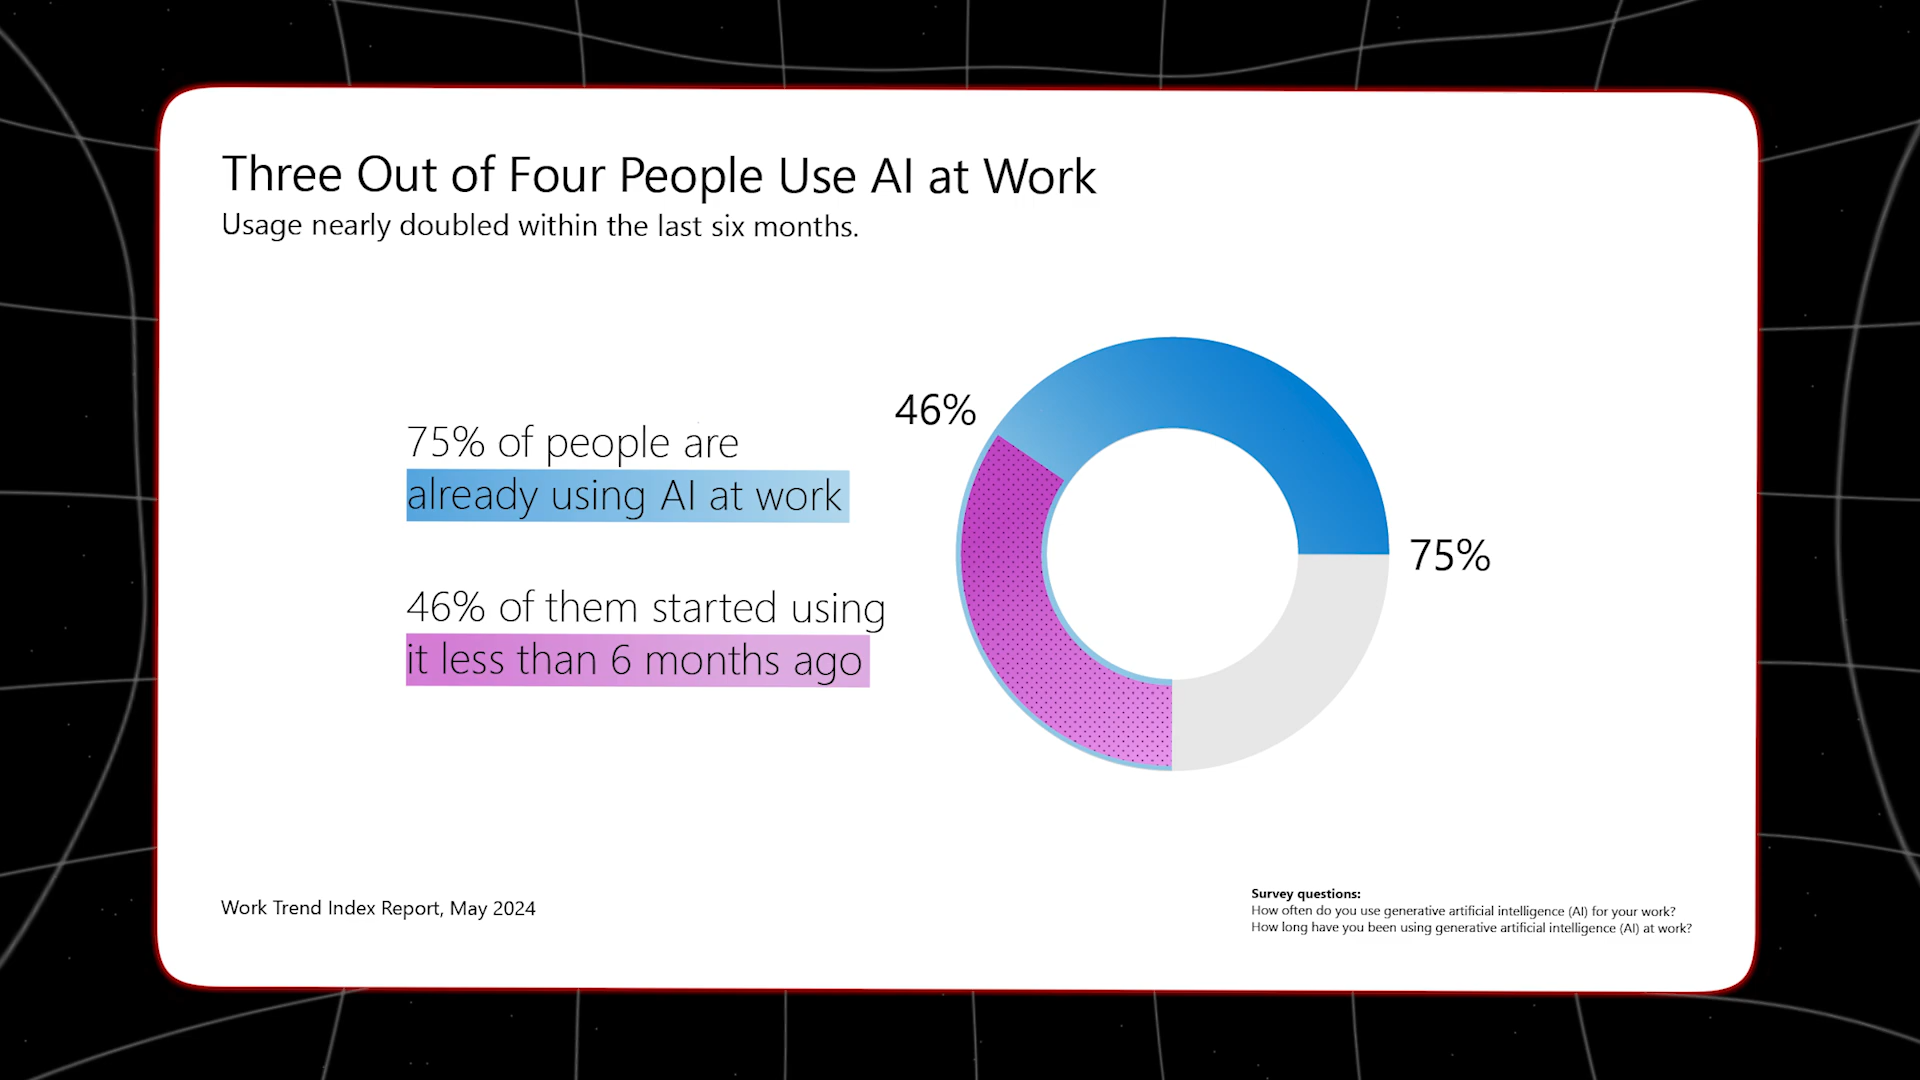 Three Out of Four People Use AI at Work
Usage nearly doubled within the last six months.
46%
75% of people are
already using AI at work
75%
46% of them started using
it less than 6 months ago
Work Trend Index Report, May 2024
Survey questions:
How often do you use generative artificial intelligence (AI) for your work?
How long have you been using generative artificial intelligence (AI) at work?